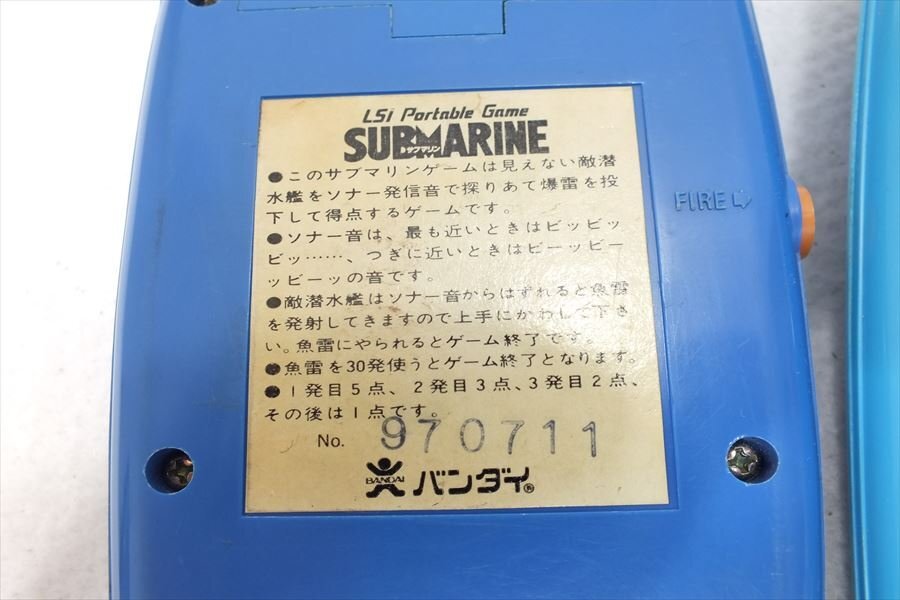 LSI Portable Game
SUBMARINE
サブマリン
●このサブマリンゲームは見えない敵潜
水艦をソナー発信音で探りあて爆雷を投
下して得点するゲームです。
●ソナー音は、最も近いときはピッピッ
ピッ……、つぎに近いときはピーッピー
ッピーッの音です。
●敵潜水艦はソナー音からはずれると魚雷
を発射してきますので上手にかわして下さ
い。魚雷にやられるとゲーム終了です。
●魚雷を30発使うとゲーム終了となります。
●1発目5点、2発目3点、3発目2点、
その後は1点です。
No. 970711
BANDAI バンダイ®
FIRE